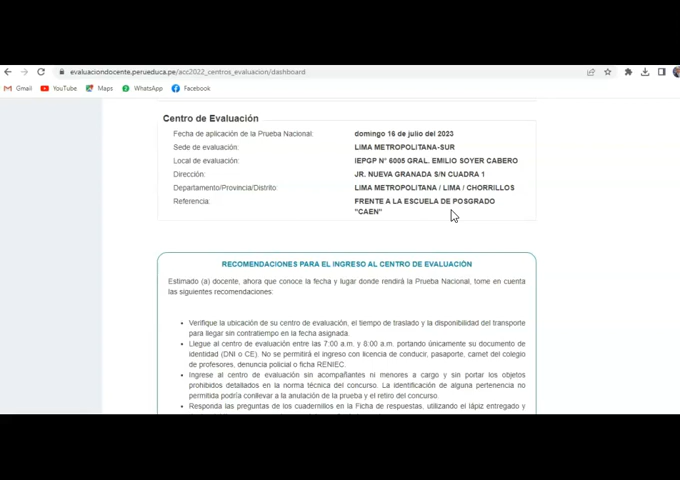 evaluaciondocente.perueduca.pe/acc2022_centros_evaluacion/dashboard
Gmail YouTube Maps WhatsApp Facebook
Centro de Evaluación
Fecha de aplicación de la Prueba Nacional: domingo 16 de julio del 2023
Sede de evaluación: LIMA METROPOLITANA-SUR
Local de evaluación: IEPGP N° 6005 GRAL. EMILIO SOYER CABERO
Dirección: JR. NUEVA GRANADA S/N CUADRA 1
Departamento/Provincia/Distrito: LIMA METROPOLITANA / LIMA / CHORRILLOS
Referencia: FRENTE A LA ESCUELA DE POSGRADO
"CAEN"
RECOMENDACIONES PARA EL INGRESO AL CENTRO DE EVALUACIÓN
Estimado (a) docente, ahora que conoce la fecha y lugar donde rendirá la Prueba Nacional, tome en cuenta
las siguientes recomendaciones:
• Verifique la ubicación de su centro de evaluación, el tiempo de traslado y la disponibilidad del transporte
para llegar sin contratiempo en la fecha asignada.
• Llegue al centro de evaluación entre las 7:00 a.m. y 8:00 a.m. portando únicamente su documento de
identidad (DNI o CE). No se permitirá el ingreso con licencia de conducir, pasaporte, carnet del colegio
de profesores, denuncia policial o ficha RENIEC.
• Ingrese al centro de evaluación sin acompañantes ni menores a cargo y sin portar los objetos
prohibidos detallados en la norma técnica del concurso. La identificación de alguna pertenencia no
permitida podría conllevar a la anulación de la prueba y el retiro del concurso.
• Responda las preguntas de los cuadernillos en la Ficha de respuestas, utilizando el lápiz entregado y